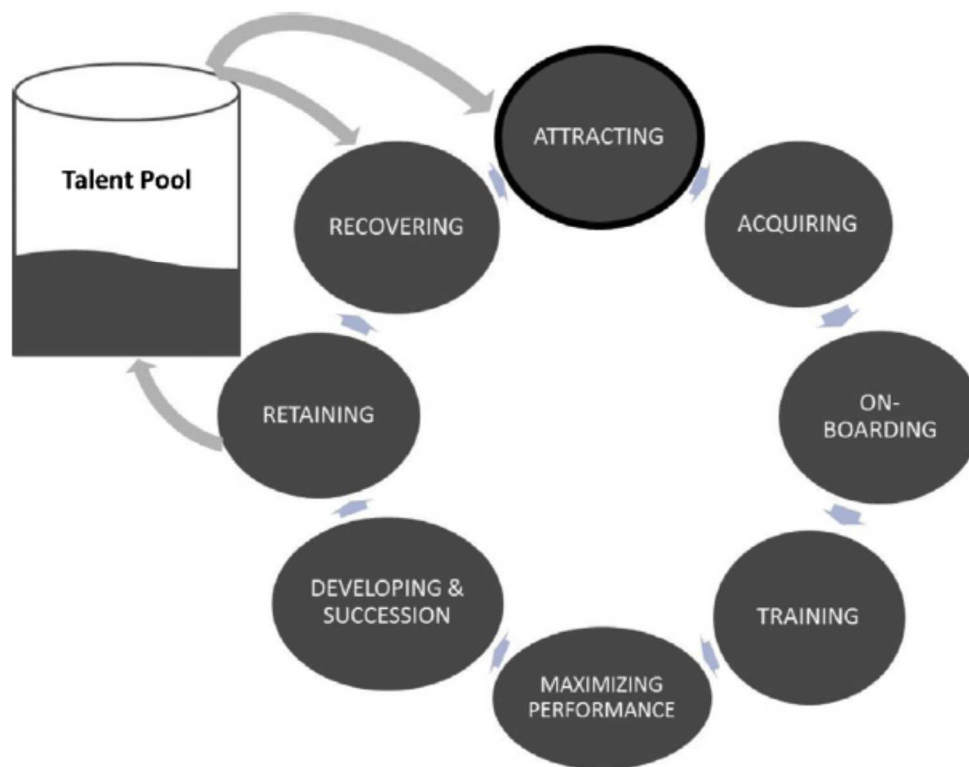 Talent Pool
ATTRACTING
ACQUIRING
ON-
BOARDING
TRAINING
MAXIMIZING
PERFORMANCE
DEVELOPING &
SUCCESSION
RETAINING
RECOVERING